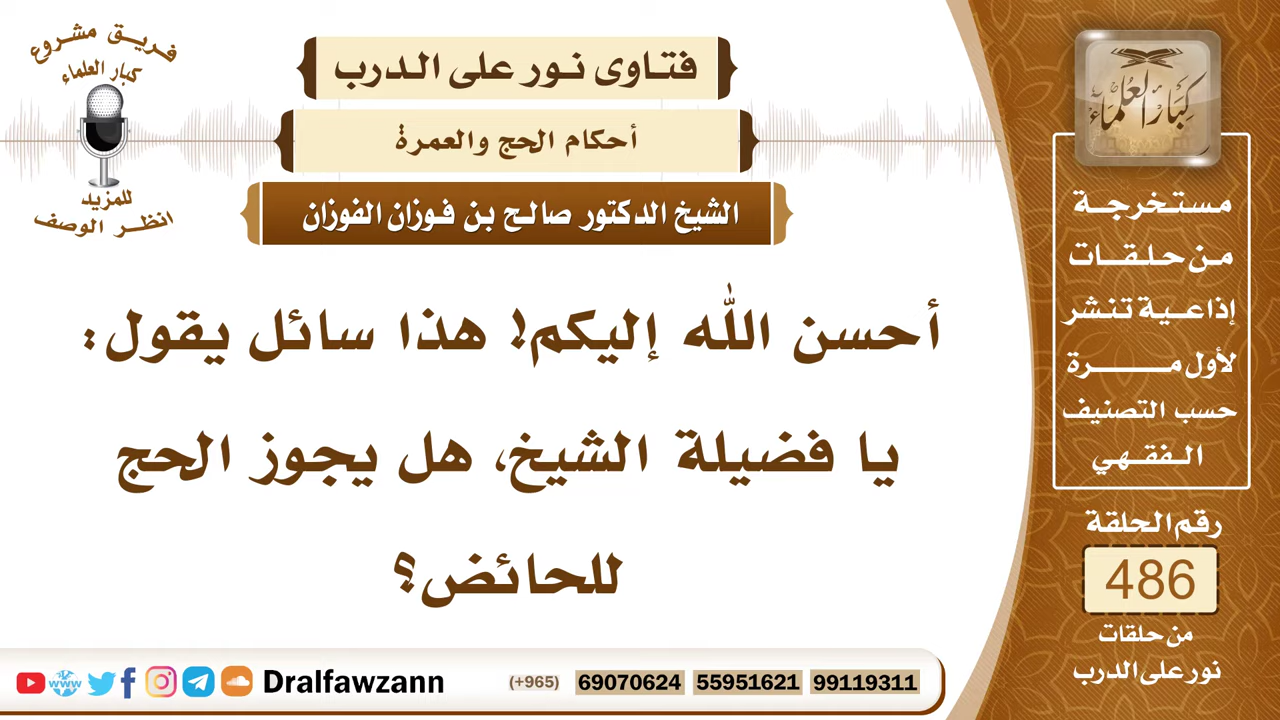 فريق مشروع
كبار العلماء
للمزيد
انظر الوصف
فتاوى نور على الدرب
أحكام الحج والعمرة
الشيخ الدكتور صالح بن فوزان الفوزان
أحسن الله إليكم! هذا سائل يقول:
يا فضيلة الشيخ، هل يجوز الحج
للحائض؟
كبار العلماء
مستخرجة
من حلقات
إذاعية تنشر
لأول مرة
حسب التصنيف
الفقهي
رقم الحلقة
486
من حلقات
نور على الدرب
www Dralfawzann (+965) 69070624 55951621 99119311